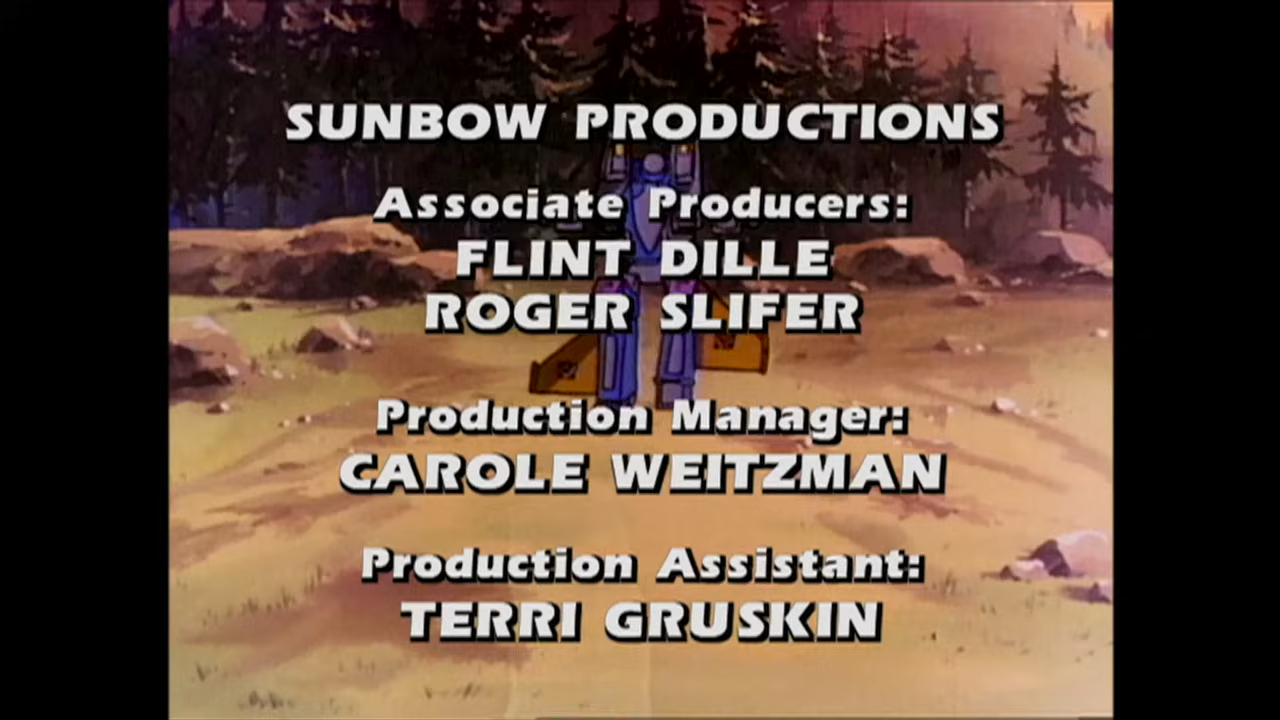 SUNBOW PRODUCTIONS
Associate Producers:
FLINT DILLE
ROGER SLIFER
Production Manager:
CAROLE WEITZMAN
Production Assistant:
TERRI GRUSKIN